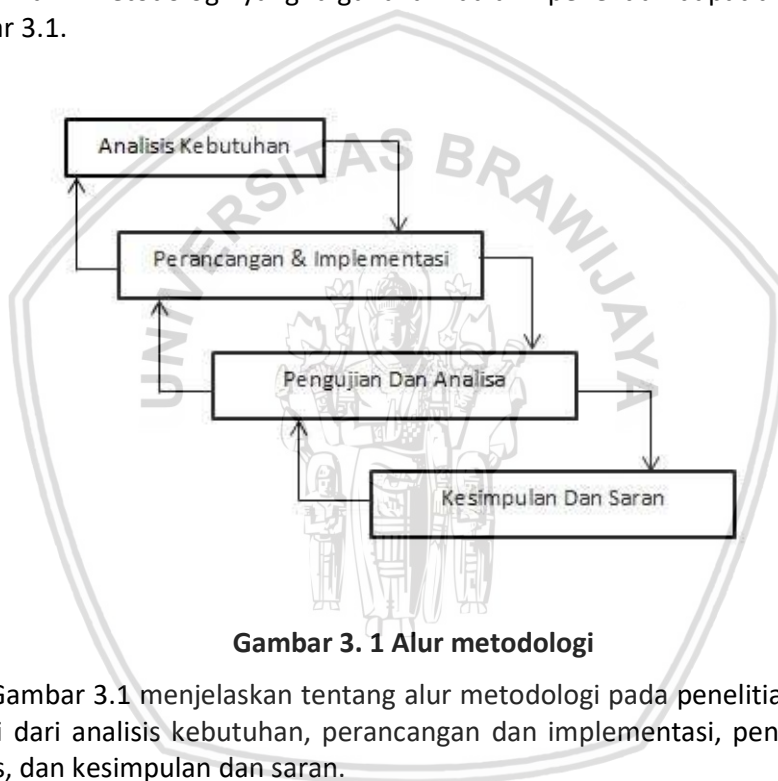 ar 3.1.
UNIVERSITAS BRAWIJAYA
Analisis Kebutuhan
Perancangan & Implementasi
Pengujian Dan Analisa
Kesimpulan Dan Saran
Gambar 3. 1 Alur metodologi
Gambar 3.1 menjelaskan tentang alur metodologi pada penelitia
i dari analisis kebutuhan, perancangan dan implementasi, pen
s, dan kesimpulan dan saran.